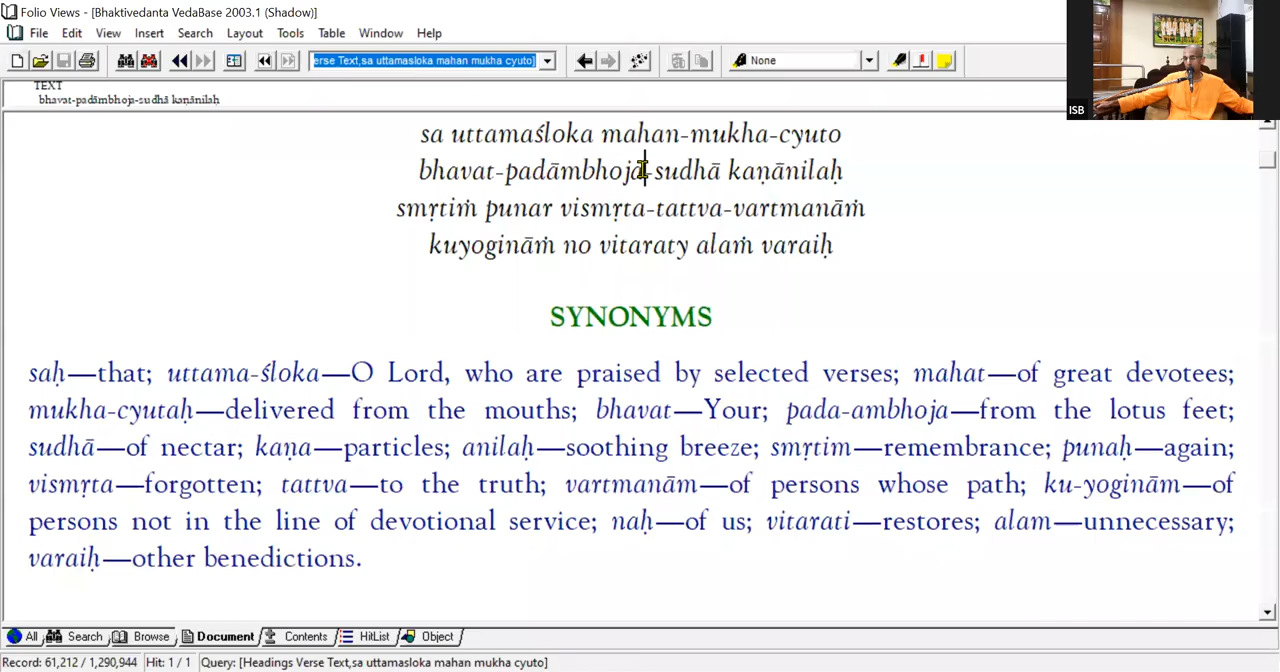 Folio Views - [Bhaktivedanta VedaBase 2003.1 (Shadow)]
File Edit View Insert Search Layout Tools Table Window Help
erse Text,sa uttamasloka mahan mukha cyuto] None
ISB
TEXT
bhavat-padāmbhoja-sudhā kaṇānilaḥ
sa uttamaśloka mahan-mukha-cyuto
bhavat-padāmbhoja-sudhā kaṇānilaḥ
smṛtiṁ punar vismṛta-tattva-vartmanāṁ
kuyogināṁ no vitaraty alaṁ varaiḥ
SYNONYMS
saḥ—that; uttama-śloka—O Lord, who are praised by selected verses; mahat—of great devotees;
mukha-cyutaḥ—delivered from the mouths; bhavat—Your; pada-ambhoja—from the lotus feet;
sudhā—of nectar; kaṇa—particles; anilaḥ—soothing breeze; smṛtim—remembrance; punaḥ—again;
vismṛta—forgotten; tattva—to the truth; vartmanām—of persons whose path; ku-yoginām—of
persons not in the line of devotional service; naḥ—of us; vitarati—restores; alam—unnecessary;
varaiḥ—other benedictions.
All Search Browse Document Contents HitList Object
Record: 61,212 / 1,290,944 Hit: 1 / 1 Query: [Headings Verse Text,sa uttamasloka mahan mukha cyuto]